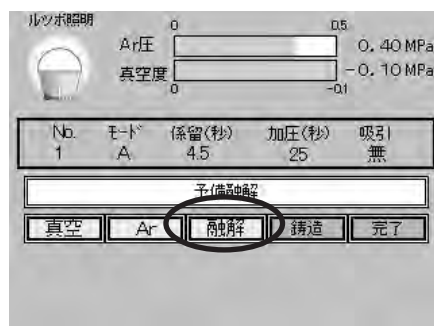 ルツボ照明
0 0.5
Ar圧 0.40 MPa
真空度 -0.10 MPa
0 -0.1
No. モード 係留(秒) 加圧(秒) 吸引
1 A 4.5 25 無
予備融解
真空 Ar 融解 鋳造 完了